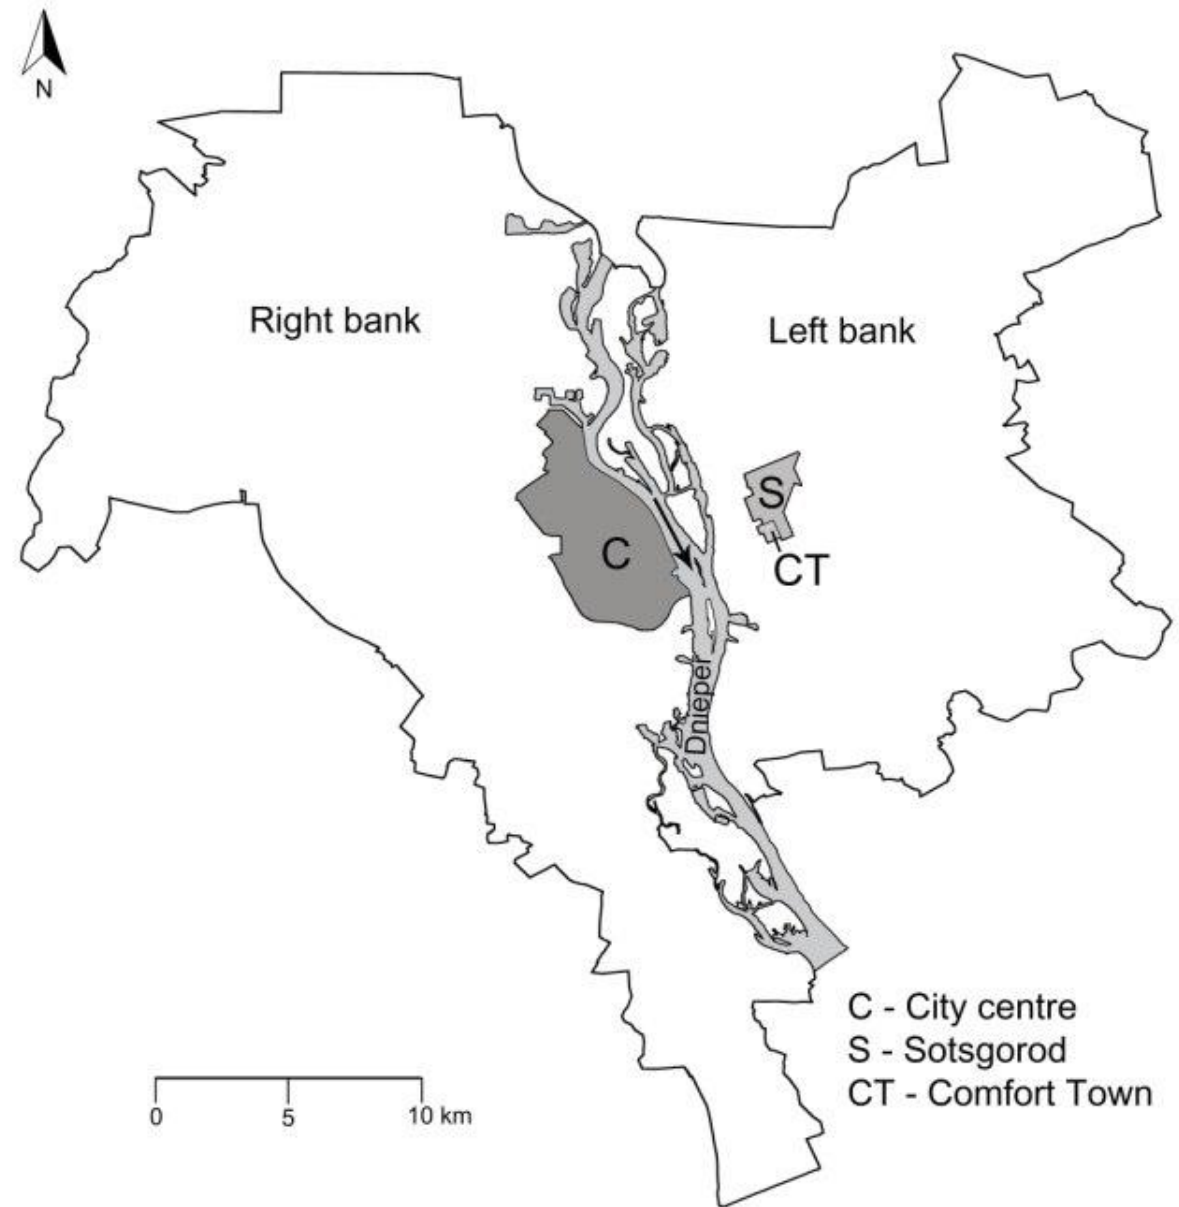 N
Right bank
Left bank
S
C
CT
Dnieper
C - City centre
S - Sotsgorod
CT - Comfort Town
0 5 10 km